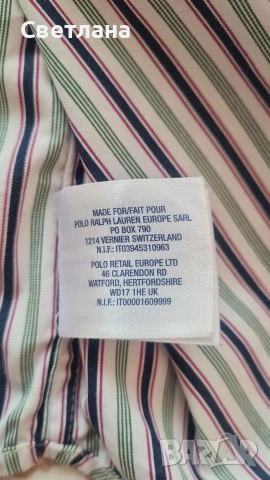 Светлана
MADE FOR/FAIT POUR
POLO RALPH LAUREN EUROPE SARL
PO BOX 790
1214 VERNIER SWITZERLAND
N.I.F.: IT03945310963
POLO RETAIL EUROPE LTD
46 CLARENDON RD
WATFORD, HERTFORDSHIRE
WD17 1HE UK
N.I.F.: IT00001609999
BAZAR